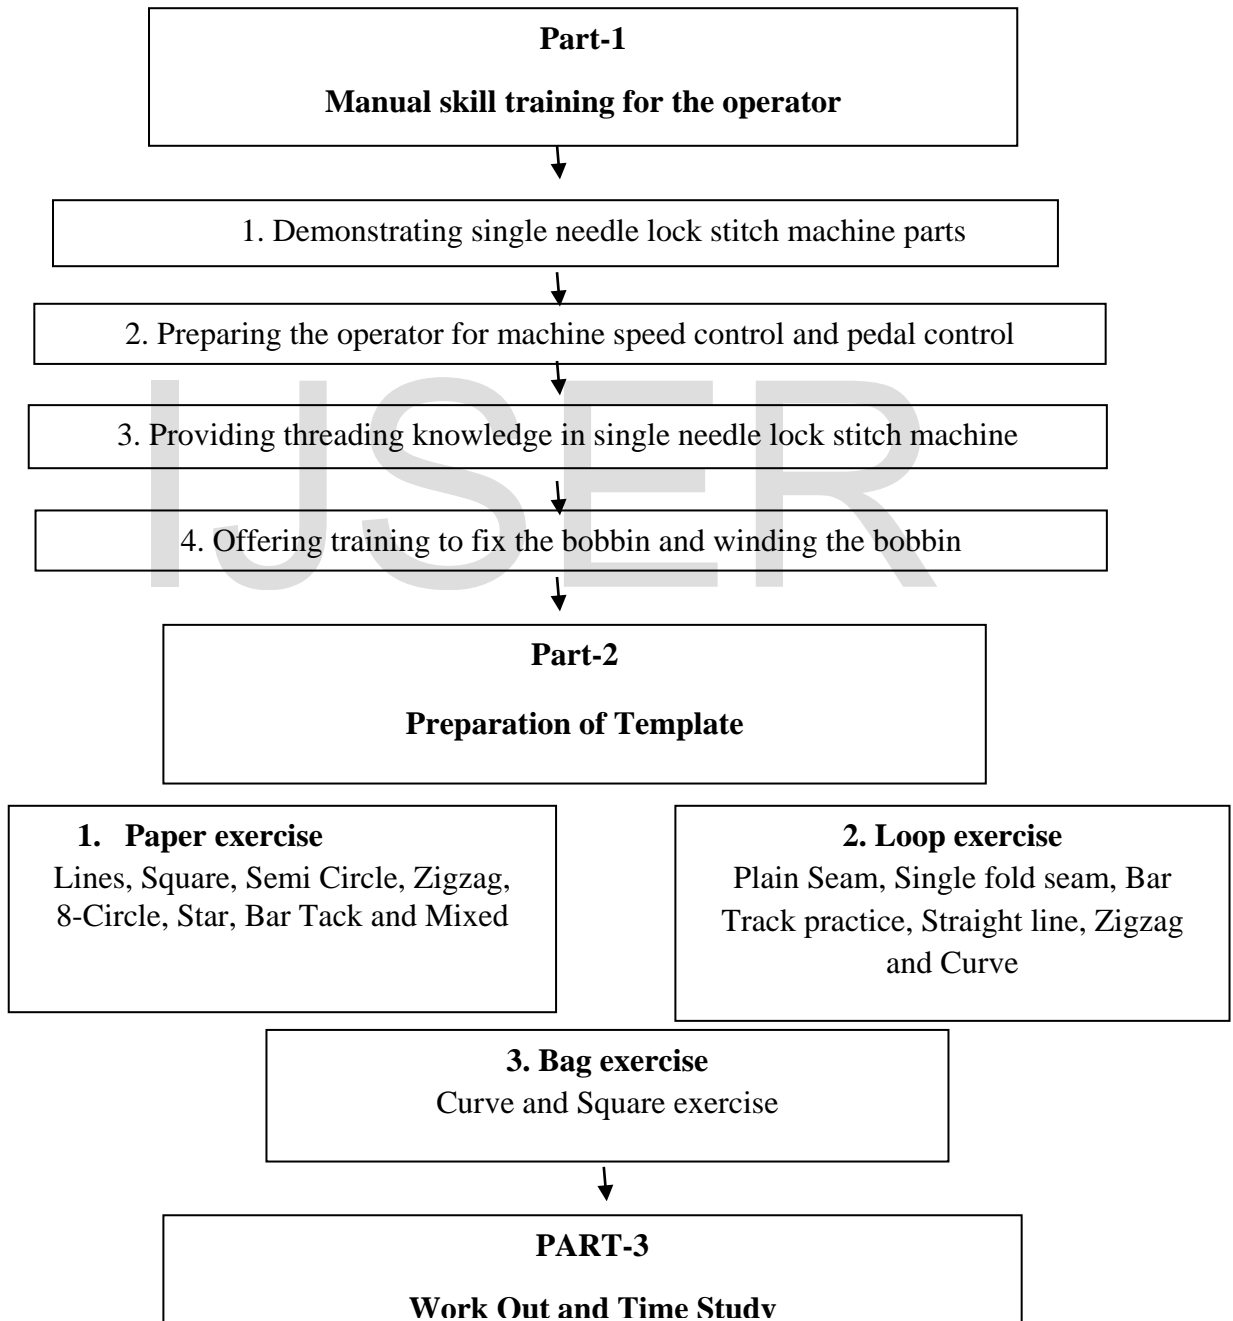 Part-1
Manual skill training for the operator
1. Demonstrating single needle lock stitch machine parts
2. Preparing the operator for machine speed control and pedal control
3. Providing threading knowledge in single needle lock stitch machine
4. Offering training to fix the bobbin and winding the bobbin
IJSER
Part-2
Preparation of Template
1. Paper exercise
Lines, Square, Semi Circle, Zigzag,
8-Circle, Star, Bar Tack and Mixed
2. Loop exercise
Plain Seam, Single fold seam, Bar
Track practice, Straight line, Zigzag
and Curve
3. Bag exercise
Curve and Square exercise
PART-3
Work Out and Time Study